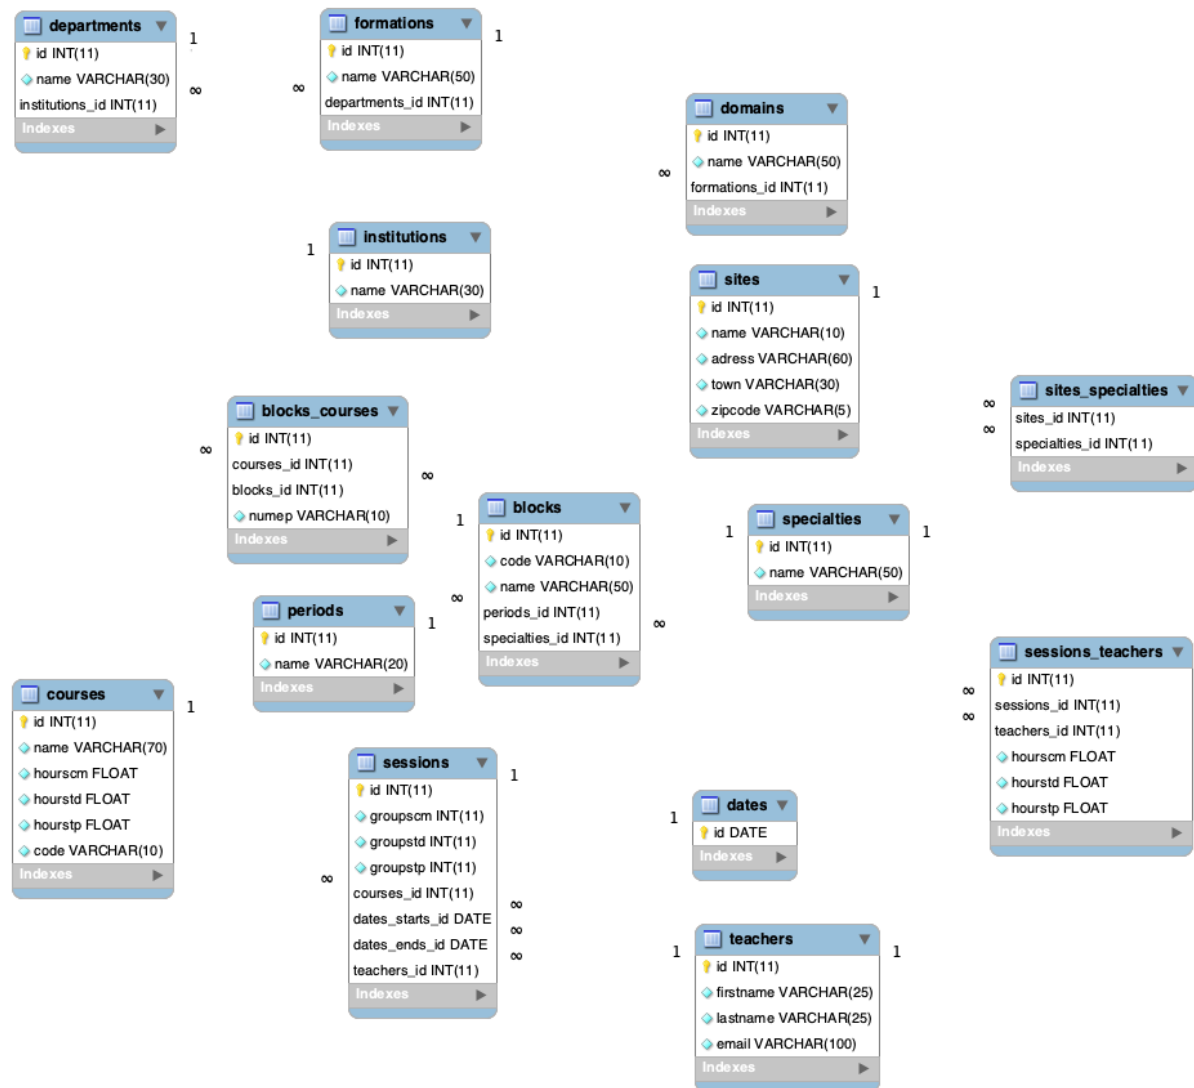 departments
id INT(11)
name VARCHAR(30)
institutions_id INT(11)
Indexes
1
∞
formations
id INT(11)
name VARCHAR(50)
departments_id INT(11)
Indexes
1
∞
domains
id INT(11)
name VARCHAR(50)
formations_id INT(11)
Indexes
∞
institutions
id INT(11)
name VARCHAR(30)
Indexes
1
sites
id INT(11)
name VARCHAR(10)
adress VARCHAR(60)
town VARCHAR(30)
zipcode VARCHAR(5)
Indexes
1
sites_specialties
sites_id INT(11)
specialties_id INT(11)
Indexes
∞
∞
blocks_courses
id INT(11)
courses_id INT(11)
blocks_id INT(11)
numep VARCHAR(10)
Indexes
∞
∞
blocks
id INT(11)
code VARCHAR(10)
name VARCHAR(50)
periods_id INT(11)
specialties_id INT(11)
Indexes
1
∞
∞
specialties
id INT(11)
name VARCHAR(50)
Indexes
1
1
periods
id INT(11)
name VARCHAR(20)
Indexes
1
sessions_teachers
id INT(11)
sessions_id INT(11)
teachers_id INT(11)
hourscm FLOAT
hourstd FLOAT
hourstp FLOAT
Indexes
∞
∞
courses
id INT(11)
name VARCHAR(70)
hourscm FLOAT
hourstd FLOAT
hourstp FLOAT
code VARCHAR(10)
Indexes
1
sessions
id INT(11)
groupscm INT(11)
groupstd INT(11)
groupstp INT(11)
courses_id INT(11)
dates_starts_id DATE
dates_ends_id DATE
teachers_id INT(11)
Indexes
1
∞
∞
∞
∞
dates
id DATE
Indexes
1
teachers
id INT(11)
firstname VARCHAR(25)
lastname VARCHAR(25)
email VARCHAR(100)
Indexes
1
1